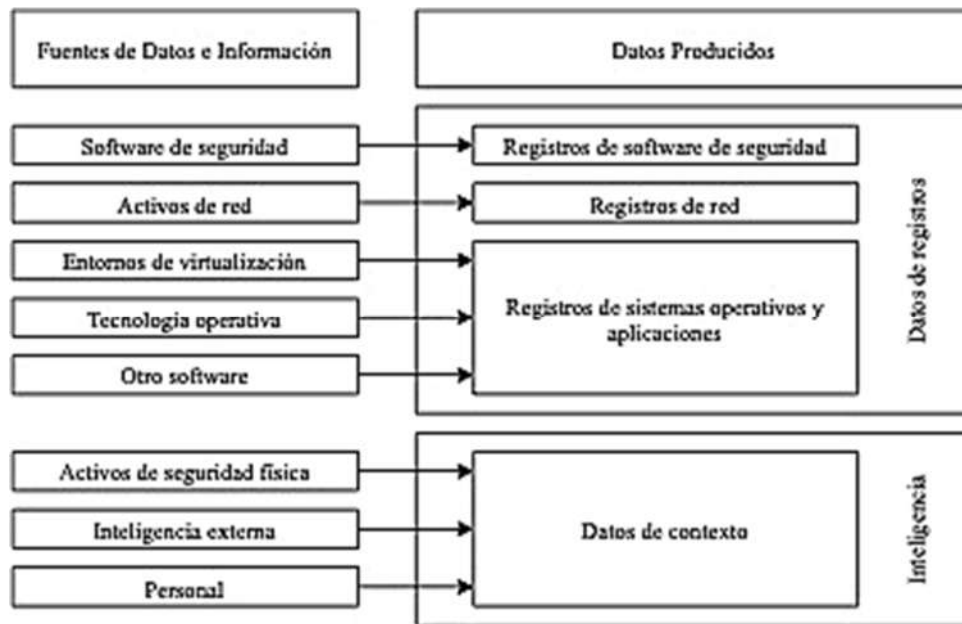 Fuentes de Datos e Información
Datos Producidos
Software de seguridad
Registros de software de seguridad
Activos de red
Registros de red
Entornos de virtualización
Tecnología operativa
Otro software
Registros de sistemas operativos y
aplicaciones
Datos de registros
Activos de seguridad física
Inteligencia externa
Personal
Datos de contexto
Inteligencia